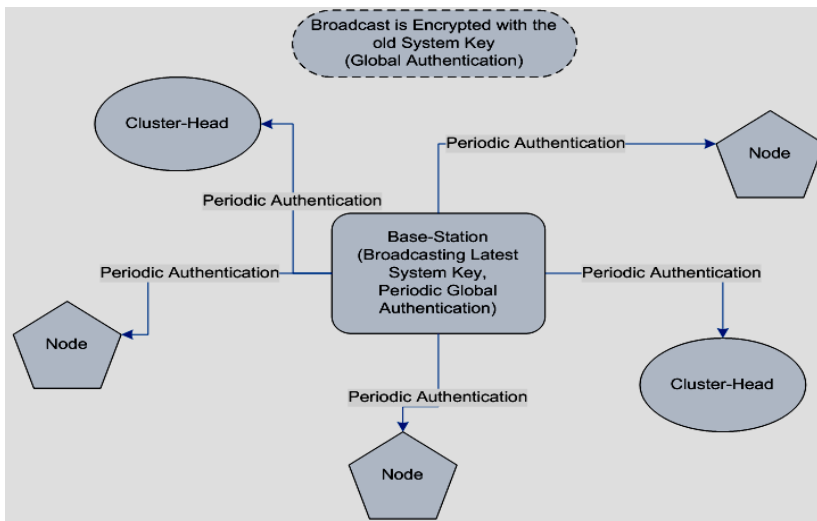 Broadcast is Encrypted with the
old System Key
(Global Authentication)
Cluster-Head
Periodic Authentication
Node
Periodic Authentication
Base-Station
(Broadcasting Latest
System Key,
Periodic Global
Authentication)
Periodic Authentication
Periodic Authentication
Node
Cluster-Head
Periodic Authentication
Node